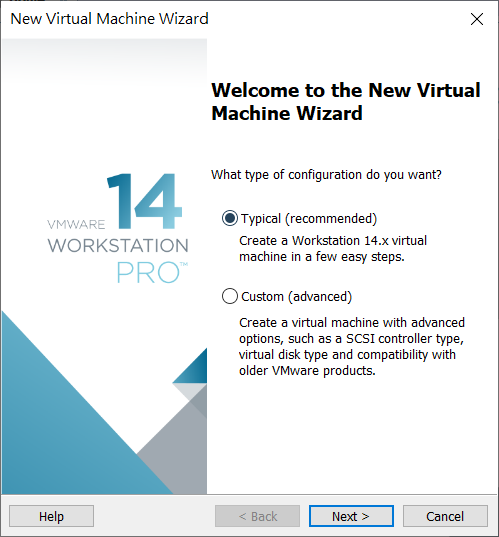 New Virtual Machine Wizard
Welcome to the New Virtual
Machine Wizard
14
VMWARE
WORKSTATION
PRO™
What type of configuration do you want?
Typical (recommended)
Create a Workstation 14.x virtual
machine in a few easy steps.
Custom (advanced)
Create a virtual machine with advanced
options, such as a SCSI controller type,
virtual disk type and compatibility with
older VMware products.
Help
< Back
Next >
Cancel